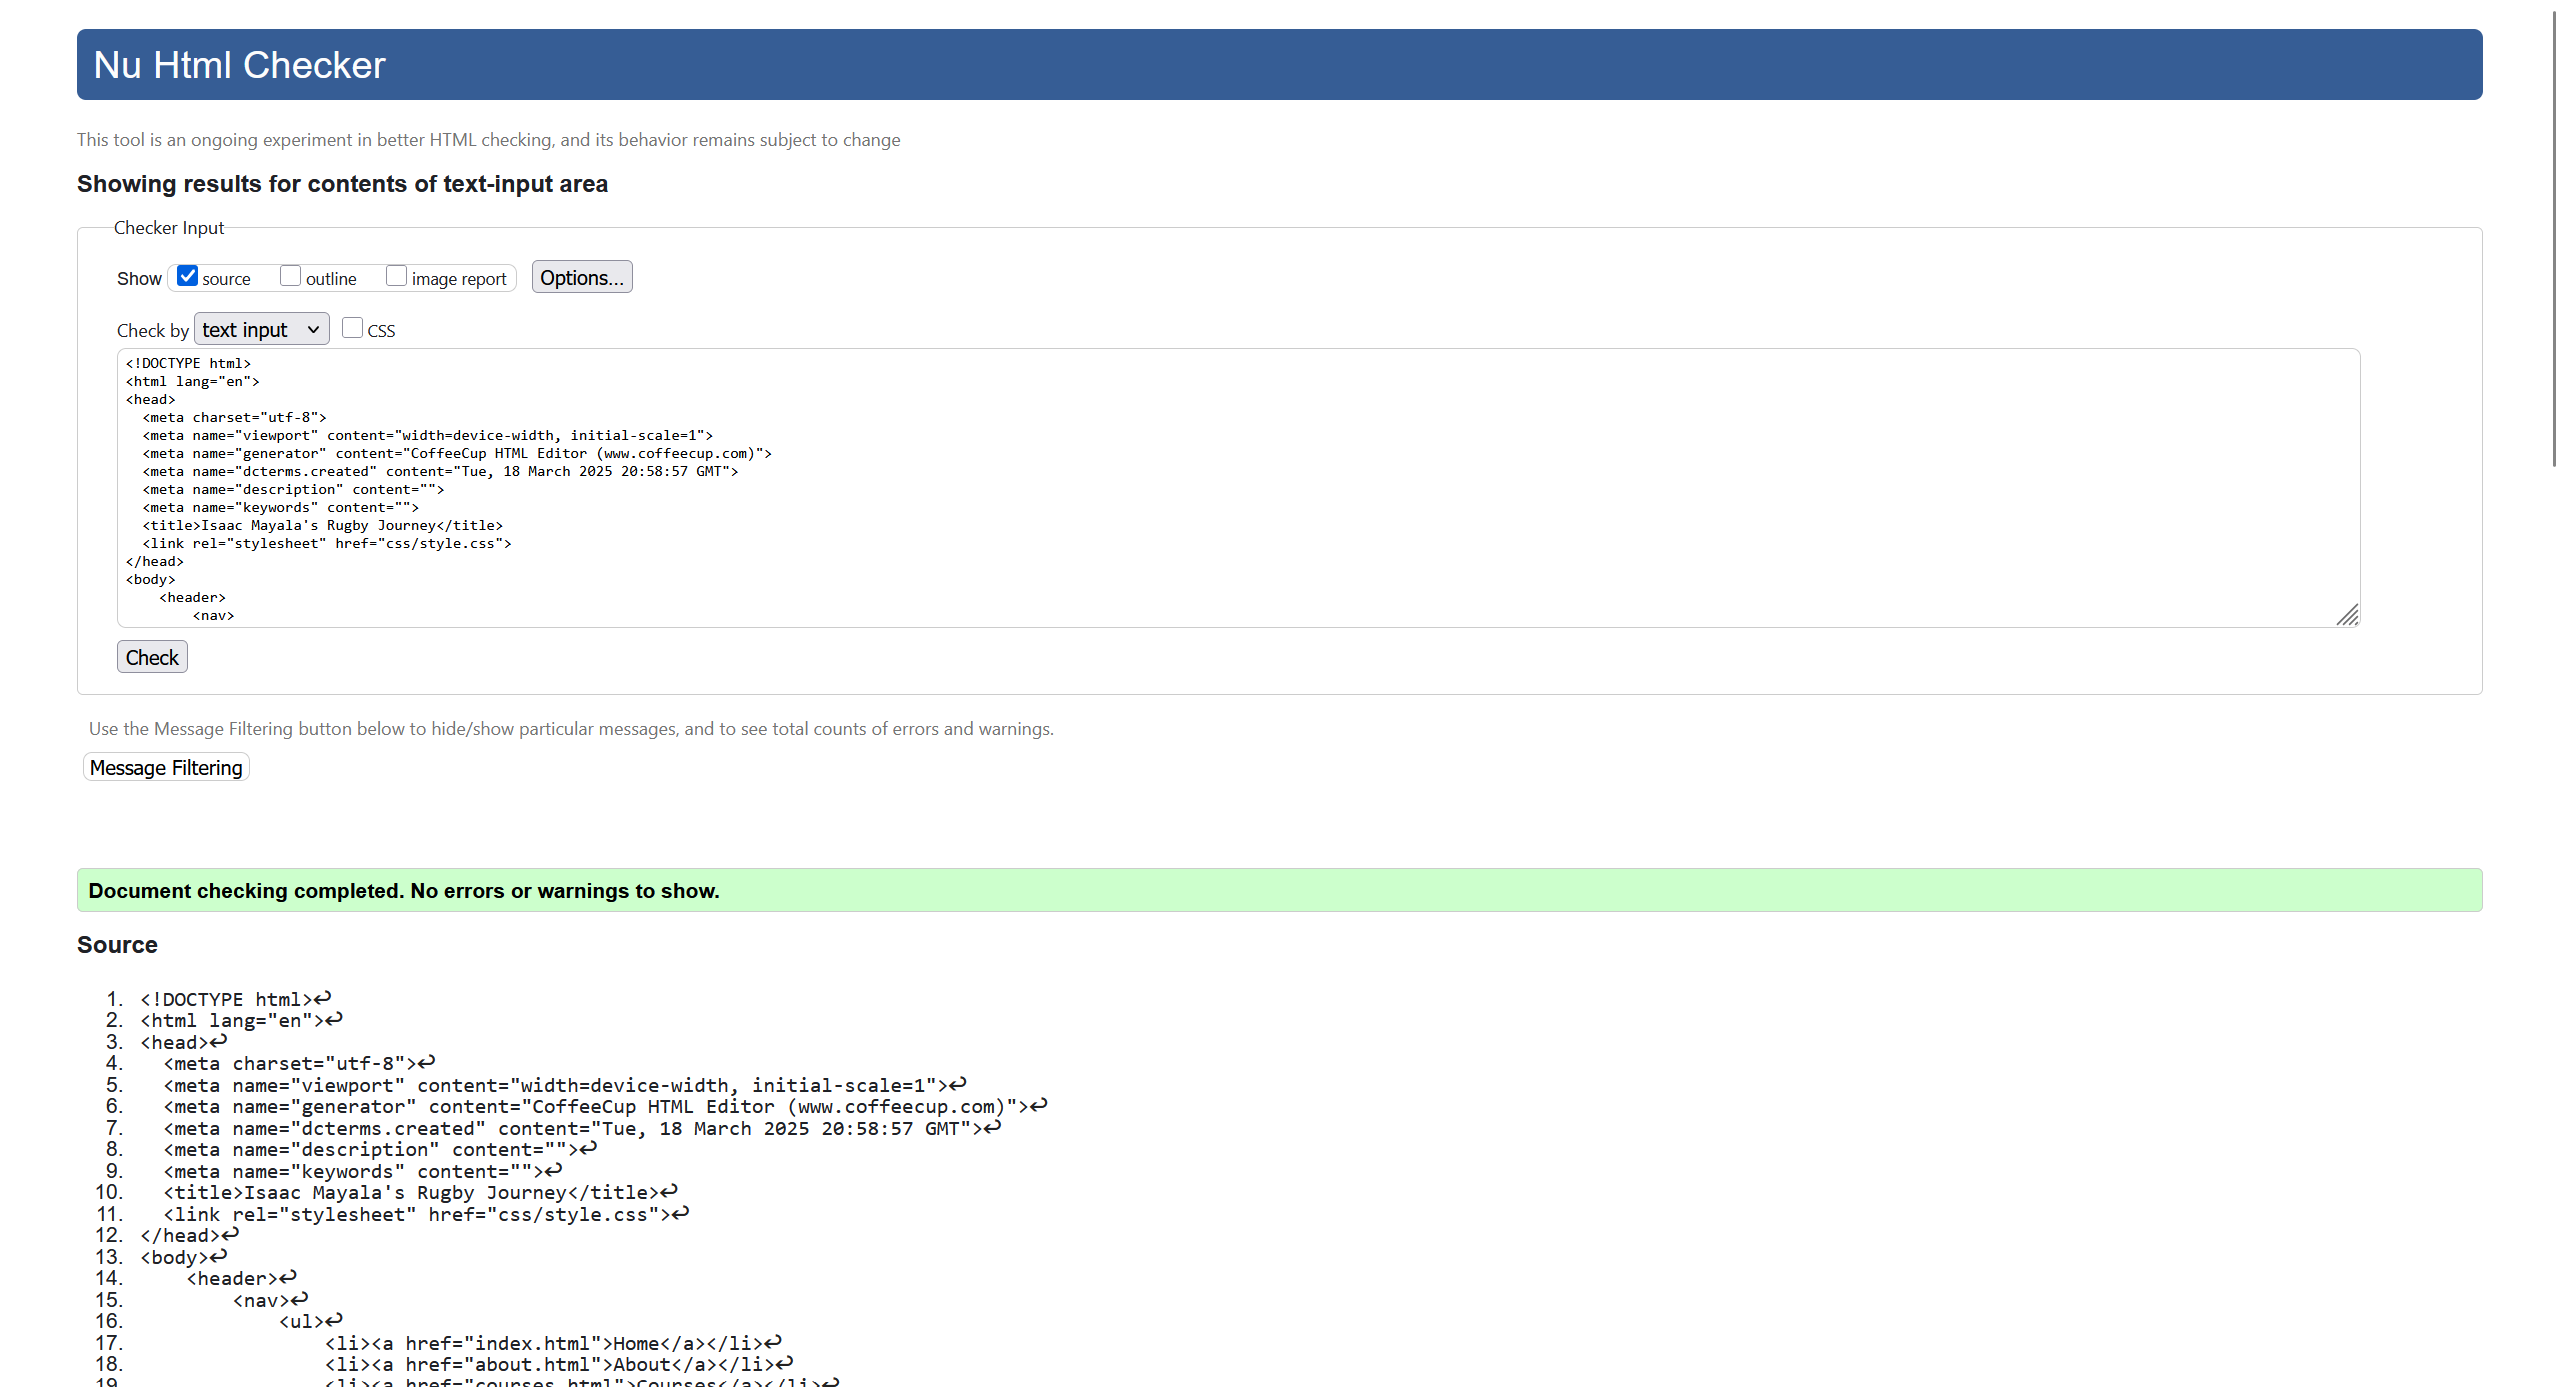 Nu Html Checker
This tool is an ongoing experiment in better HTML checking, and its behavior remains subject to change
Showing results for contents of text-input area
Checker Input
Show source outline image report Options...
Check by text input CSS
<!DOCTYPE html>
<html lang="en">
<head>
  <meta charset="utf-8">
  <meta name="viewport" content="width=device-width, initial-scale=1">
  <meta name="generator" content="CoffeeCup HTML Editor (www.coffeecup.com)">
  <meta name="dcterms.created" content="Tue, 18 March 2025 20:58:57 GMT">
  <meta name="description" content="">
  <meta name="keywords" content="">
  <title>Isaac Mayala's Rugby Journey</title>
  <link rel="stylesheet" href="css/style.css">
</head>
<body>
    <header>
        <nav>
Check
Use the Message Filtering button below to hide/show particular messages, and to see total counts of errors and warnings.
Message Filtering
Document checking completed. No errors or warnings to show.
Source
1. <!DOCTYPE html>↩
2. <html lang="en">↩
3. <head>↩
4.   <meta charset="utf-8">↩
5.   <meta name="viewport" content="width=device-width, initial-scale=1">↩
6.   <meta name="generator" content="CoffeeCup HTML Editor (www.coffeecup.com)">↩
7.   <meta name="dcterms.created" content="Tue, 18 March 2025 20:58:57 GMT">↩
8.   <meta name="description" content="">↩
9.   <meta name="keywords" content="">↩
10.   <title>Isaac Mayala's Rugby Journey</title>↩
11.   <link rel="stylesheet" href="css/style.css">↩
12. </head>↩
13. <body>↩
14.     <header>↩
15.         <nav>↩
16.             <ul>↩
17.                 <li><a href="index.html">Home</a></li>↩
18.                 <li><a href="about.html">About</a></li>↩
19.                 <li><a href="courses.html">Courses</a></li>↩